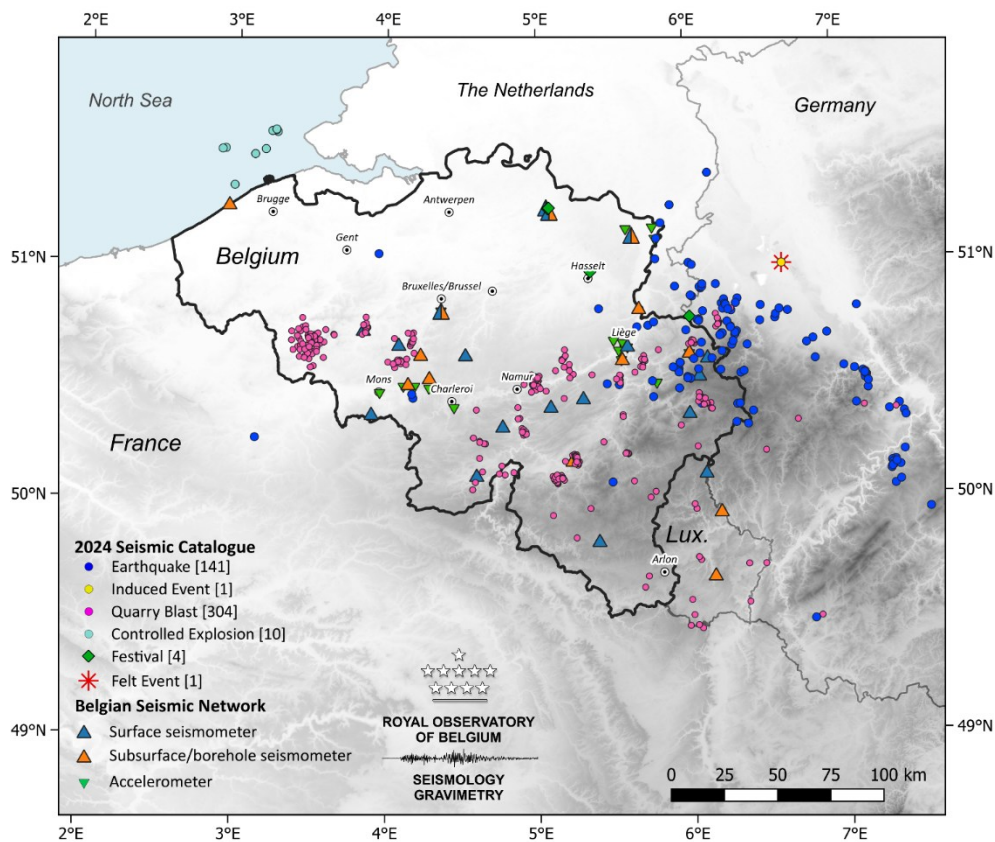 2°E 3°E 4°E 5°E 6°E 7°E
North Sea
The Netherlands
Germany
Brugge
Antwerpen
Gent
51°N
51°N
Belgium
Hasselt
Bruxelles/Brussel
Liège
Mons
Namur
Charleroi
France
50°N
50°N
Lux.
Arlon
2024 Seismic Catalogue
Earthquake [141]
Induced Event [1]
Quarry Blast [304]
Controlled Explosion [10]
Festival [4]
Felt Event [1]
Belgian Seismic Network
Surface seismometer
Subsurface/borehole seismometer
Accelerometer
ROYAL OBSERVATORY
OF BELGIUM
SEISMOLOGY
GRAVIMETRY
49°N
49°N
0 25 50 75 100 km
2°E 3°E 4°E 5°E 6°E 7°E